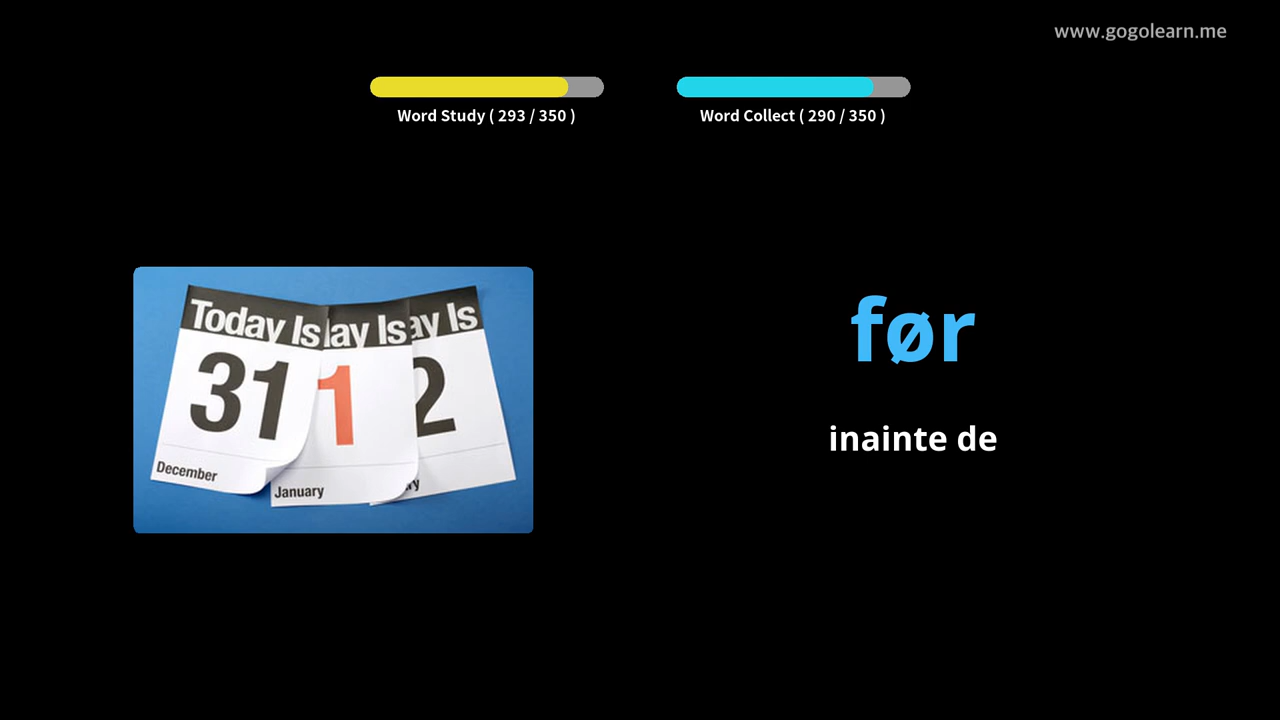 www.gogolearn.me
Word Study ( 293 / 350 )
Word Collect ( 290 / 350 )
Today Is
ay Is
ay Is
31
1
2
December
January
ry
før
inainte de